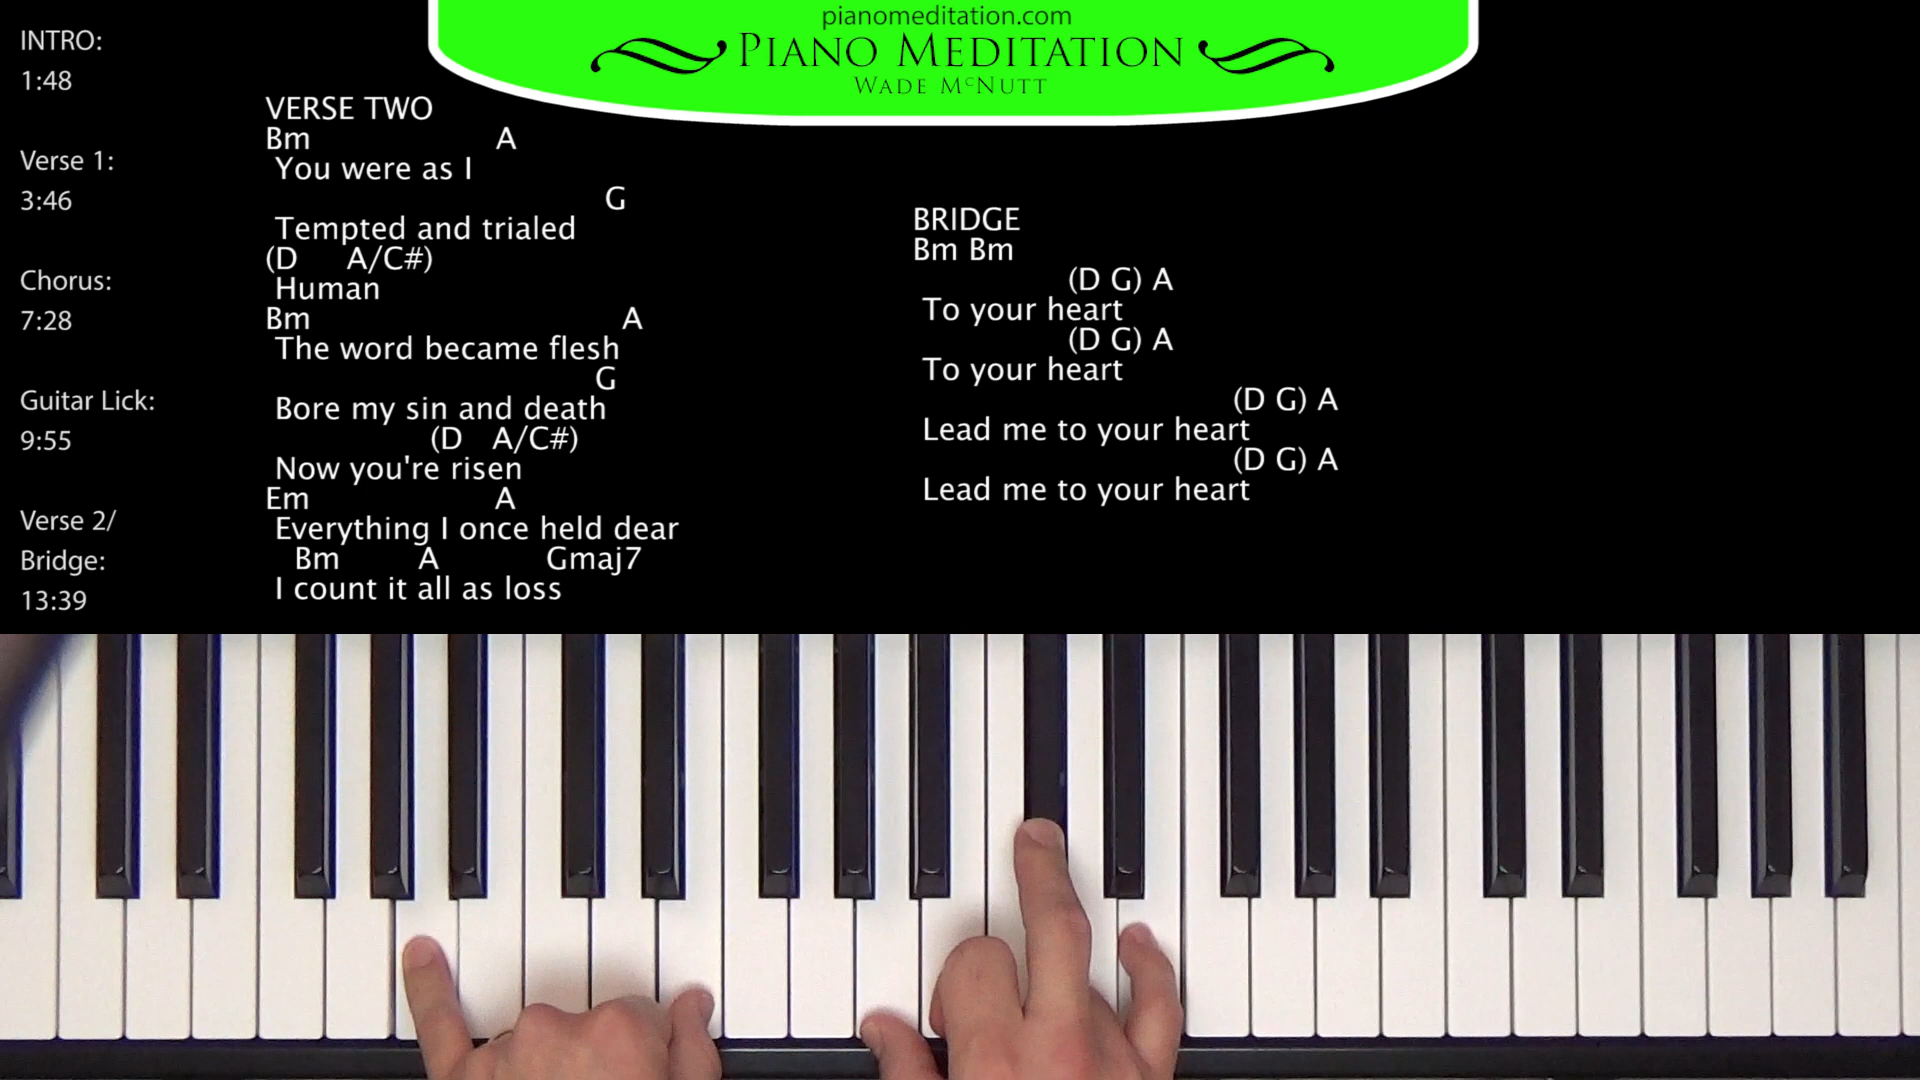 pianomeditation.com
PIANO MEDITATION
WADE MCNUTT
INTRO:
1:48
Verse 1:
3:46
Chorus:
7:28
Guitar Lick:
9:55
Verse 2/
Bridge:
13:39
VERSE TWO
Bm A
You were as I
G
Tempted and trialed
(D A/C#)
Human
Bm A
The word became flesh
G
Bore my sin and death
(D A/C#)
Now you're risen
Em A
Everything I once held dear
Bm A Gmaj7
I count it all as loss
BRIDGE
Bm Bm
(D G) A
To your heart
(D G) A
To your heart
(D G) A
Lead me to your heart
(D G) A
Lead me to your heart